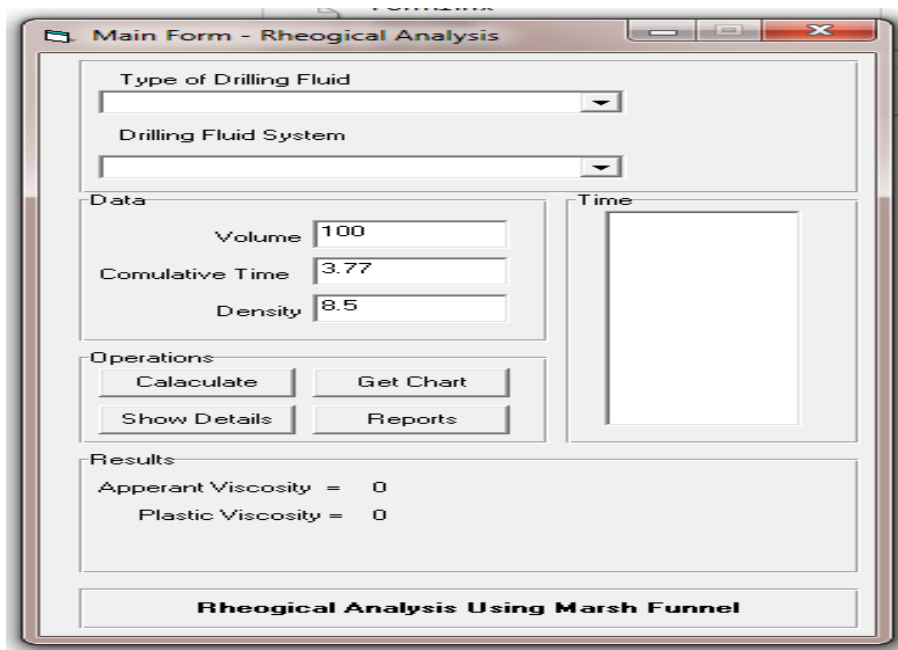 Main Form - Rheogical Analysis
Type of Drilling Fluid
Drilling Fluid System
Data
Volume 100
Comulative Time 3.77
Density 8.5
Time
Operations
Calaculate Get Chart
Show Details Reports
Results
Apperant Viscosity = 0
Plastic Viscosity = 0
Rheogical Analysis Using Marsh Funnel